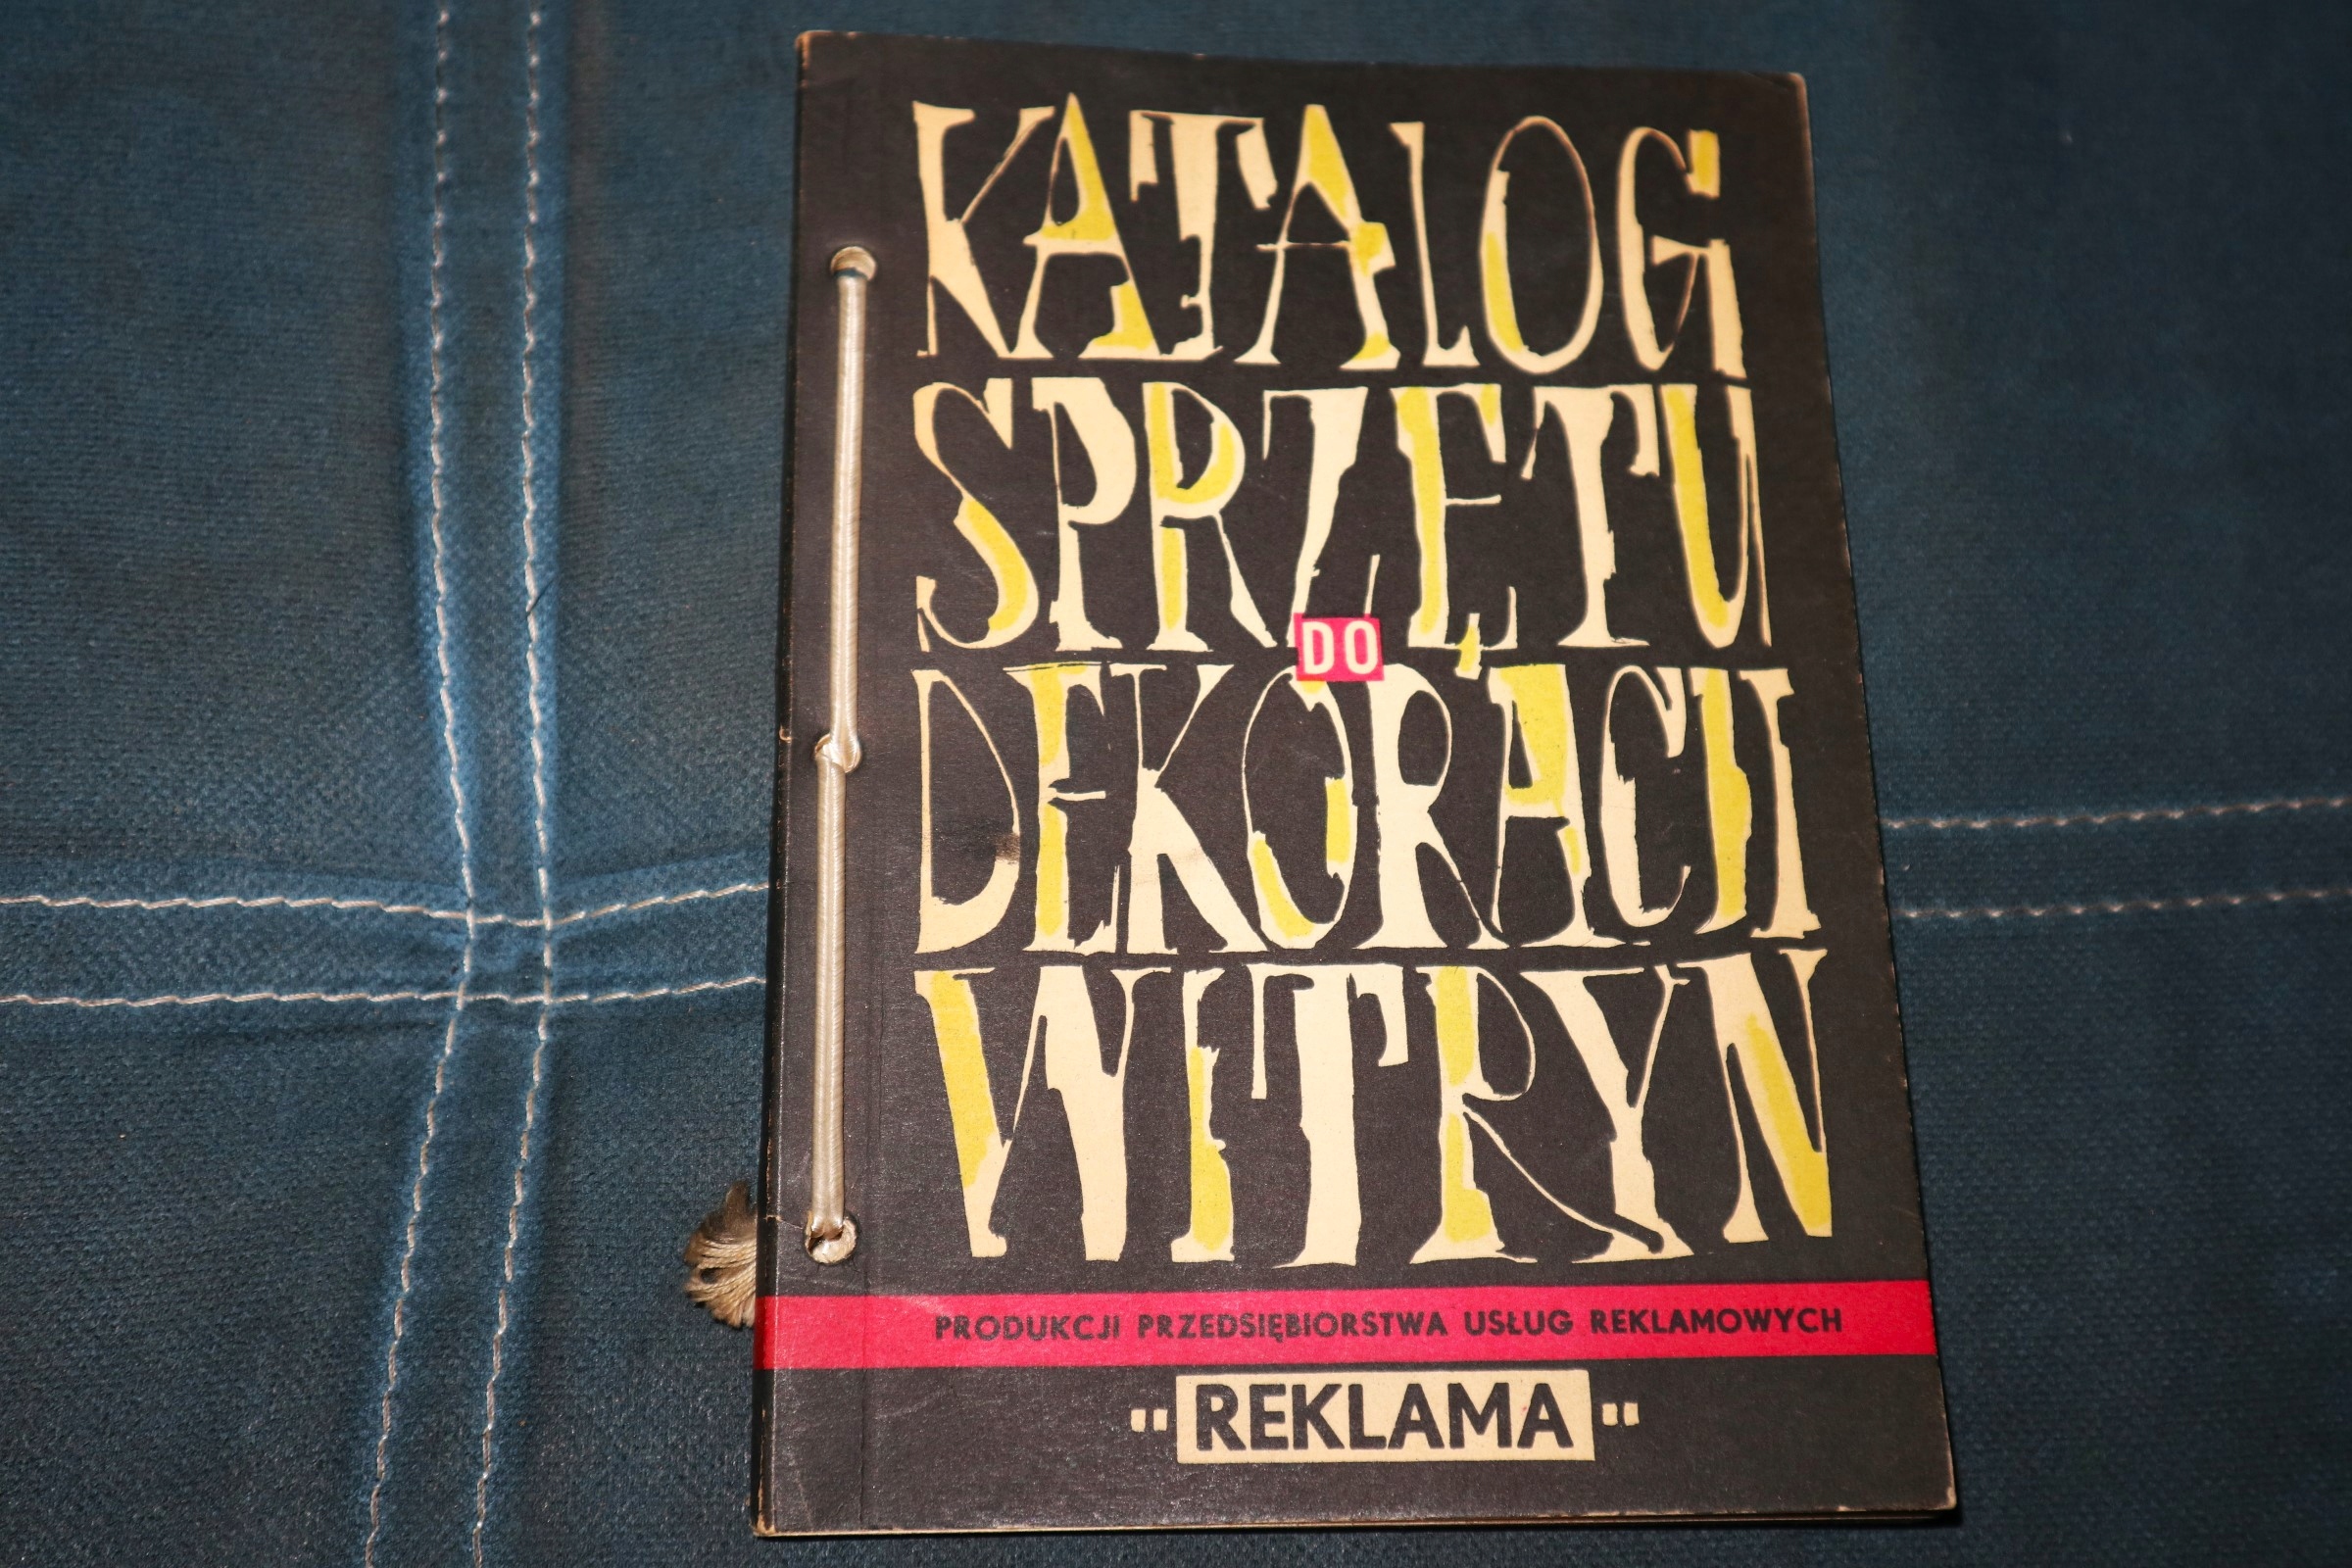 KATALOG
SPRZĘTU
DO
DEKORACJI
WITRYN
PRODUKCJI PRZEDSIĘBIORSTWA USŁUG REKLAMOWYCH
"REKLAMA"